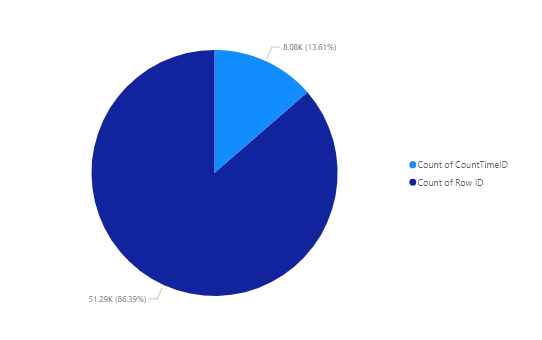 8.08K (13.61%)
Count of CountTimeID
Count of Row ID
51.29K (86.39%)